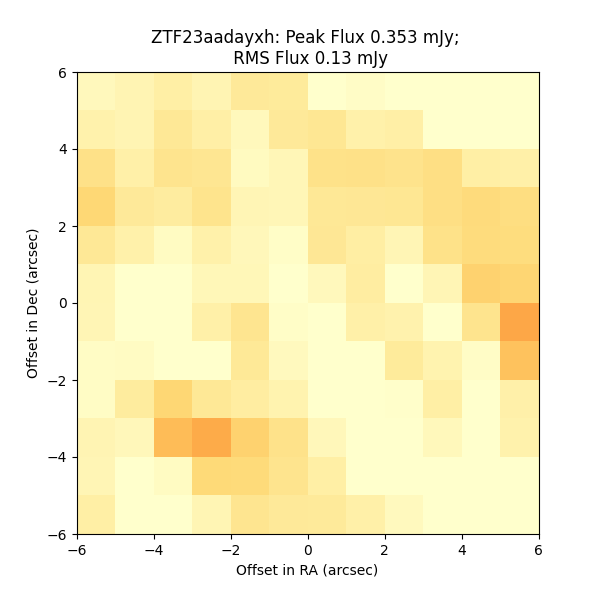 ZTF23aadayxh: Peak Flux 0.353 mJy;
RMS Flux 0.13 mJy
6
4
2
0
−2
−4
−6
Offset in Dec (arcsec)
−6 −4 −2 0 2 4 6
Offset in RA (arcsec)